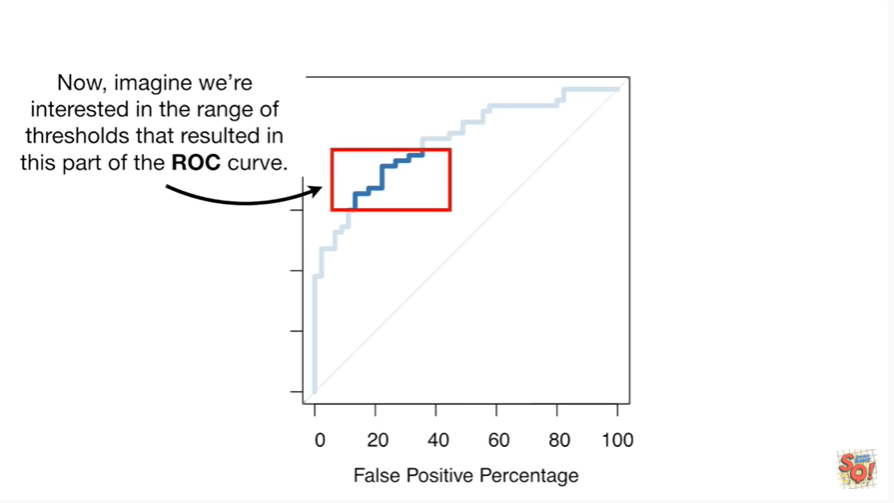 Now, imagine we're
interested in the range of
thresholds that resulted in
this part of the ROC curve.
0 20 40 60 80 100
False Positive Percentage
SQ!